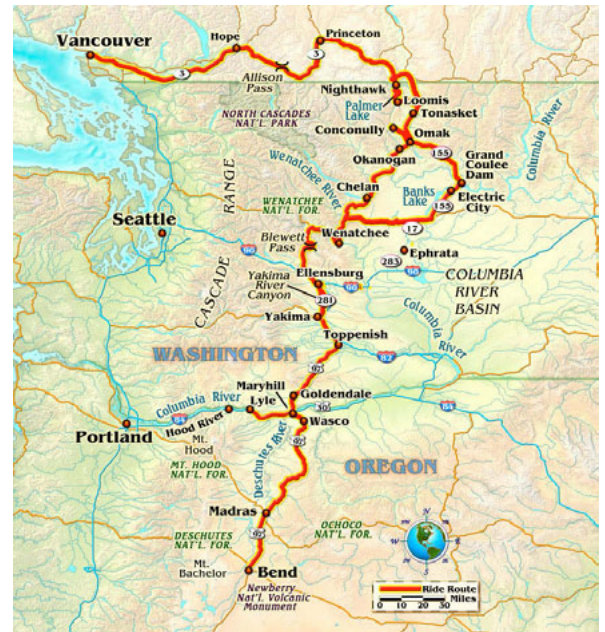 Vancouver
Hope
Princeton
3
3
Allison
Pass
Nighthawk
Palmer
Lake
Loomis
Tonasket
NORTH CASCADES
NAT'L. PARK
Conconully
Omak
Okanogan
155
Grand
Coulee
Dam
Columbia River
Wenatchee River
Chelan
Banks
Lake
155
Electric
City
WENATCHEE
NAT'L. FOR.
CASCADE RANGE
Seattle
17
Wenatchee
Blewett
Pass
90
Ephrata
283
90
Ellensburg
90
Yakima
River
Canyon
281
COLUMBIA
RIVER
BASIN
Yakima
Columbia River
Toppenish
WASHINGTON
82
97
Maryhill
Goldendale
Lyle
Columbia River
30
84
84
Hood River
Wasco
Portland
Mt.
Hood
Deschutes River
97
MT. HOOD
NAT'L FOR.
OREGON
Madras
DESCHUTES
NAT'L FOR.
97
OCHOCO
NAT'L FOR.
N
W
E
S
Mt.
Bachelor
Bend
Newberry
Nat'l. Volcanic
Monument
Ride Route
Miles
0 10 20 30